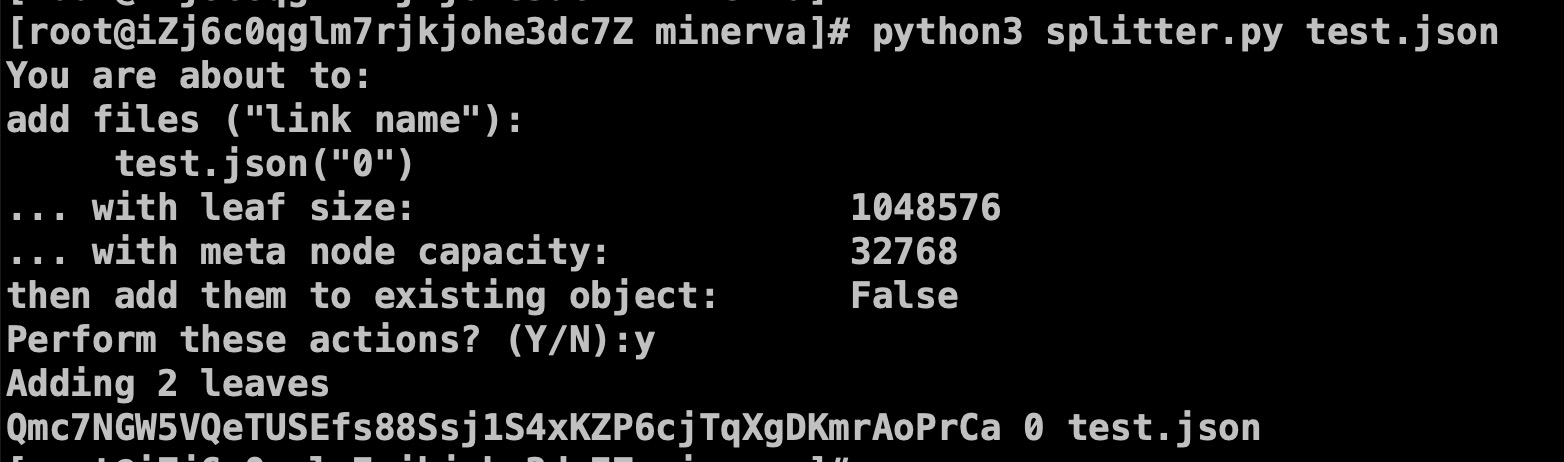 [root@iZj6c0qglm7rjkjohe3dc7Z minerva]# python3 splitter.py test.json
You are about to:
add files ("link name"):
     test.json("0")
... with leaf size:                    1048576
... with meta node capacity:           32768
then add them to existing object:      False
Perform these actions? (Y/N):y
Adding 2 leaves
Qmc7NGW5VQeTUSEfs88Ssj1S4xKZP6cjTqXgDKmrAoPrCa 0 test.json